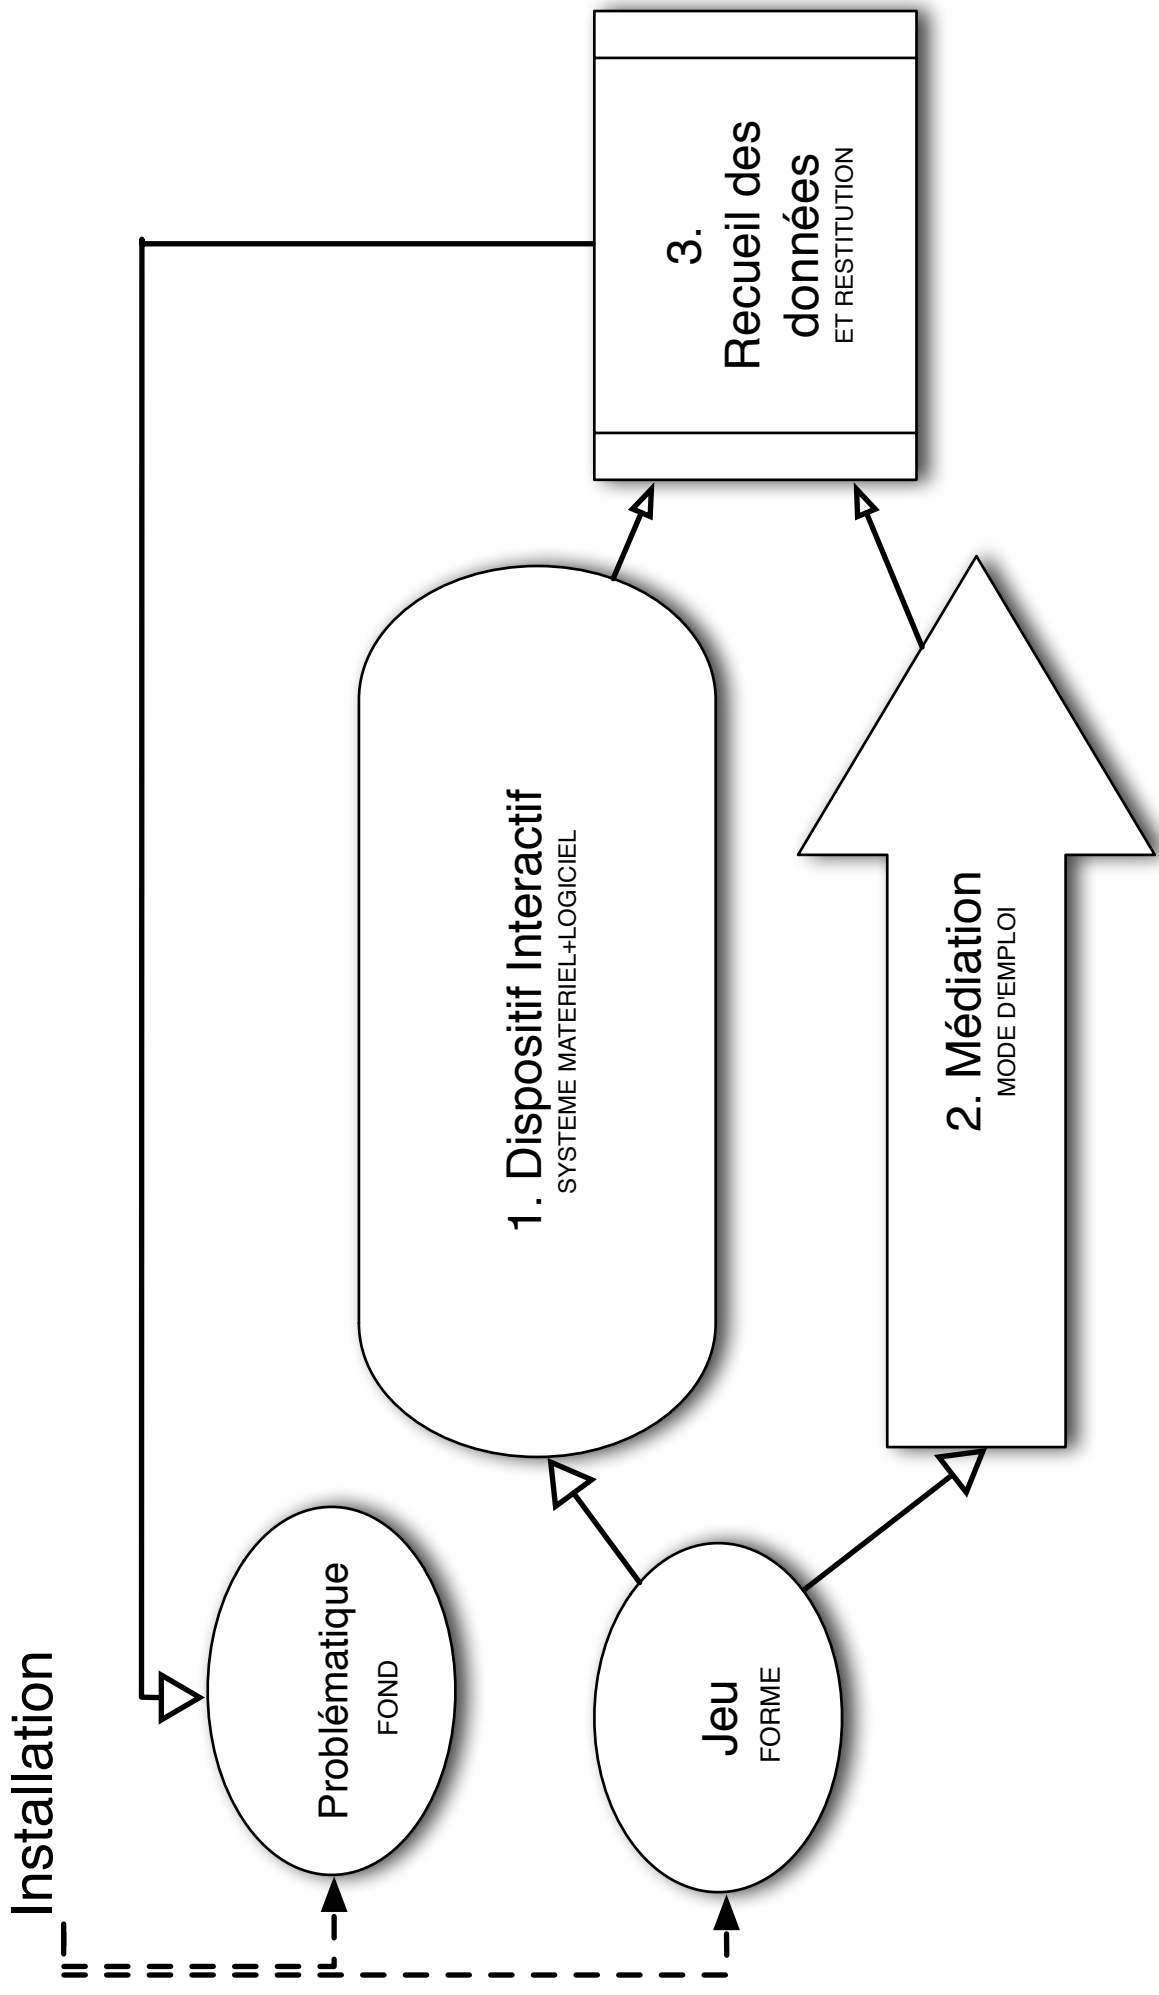 Installation
Problématique
FOND
Jeu
FORME
1. Dispositif Interactif
SYSTEME MATERIEL+LOGICIEL
2. Médiation
MODE D'EMPLOI
3.
Recueil des
données
ET RESTITUTION